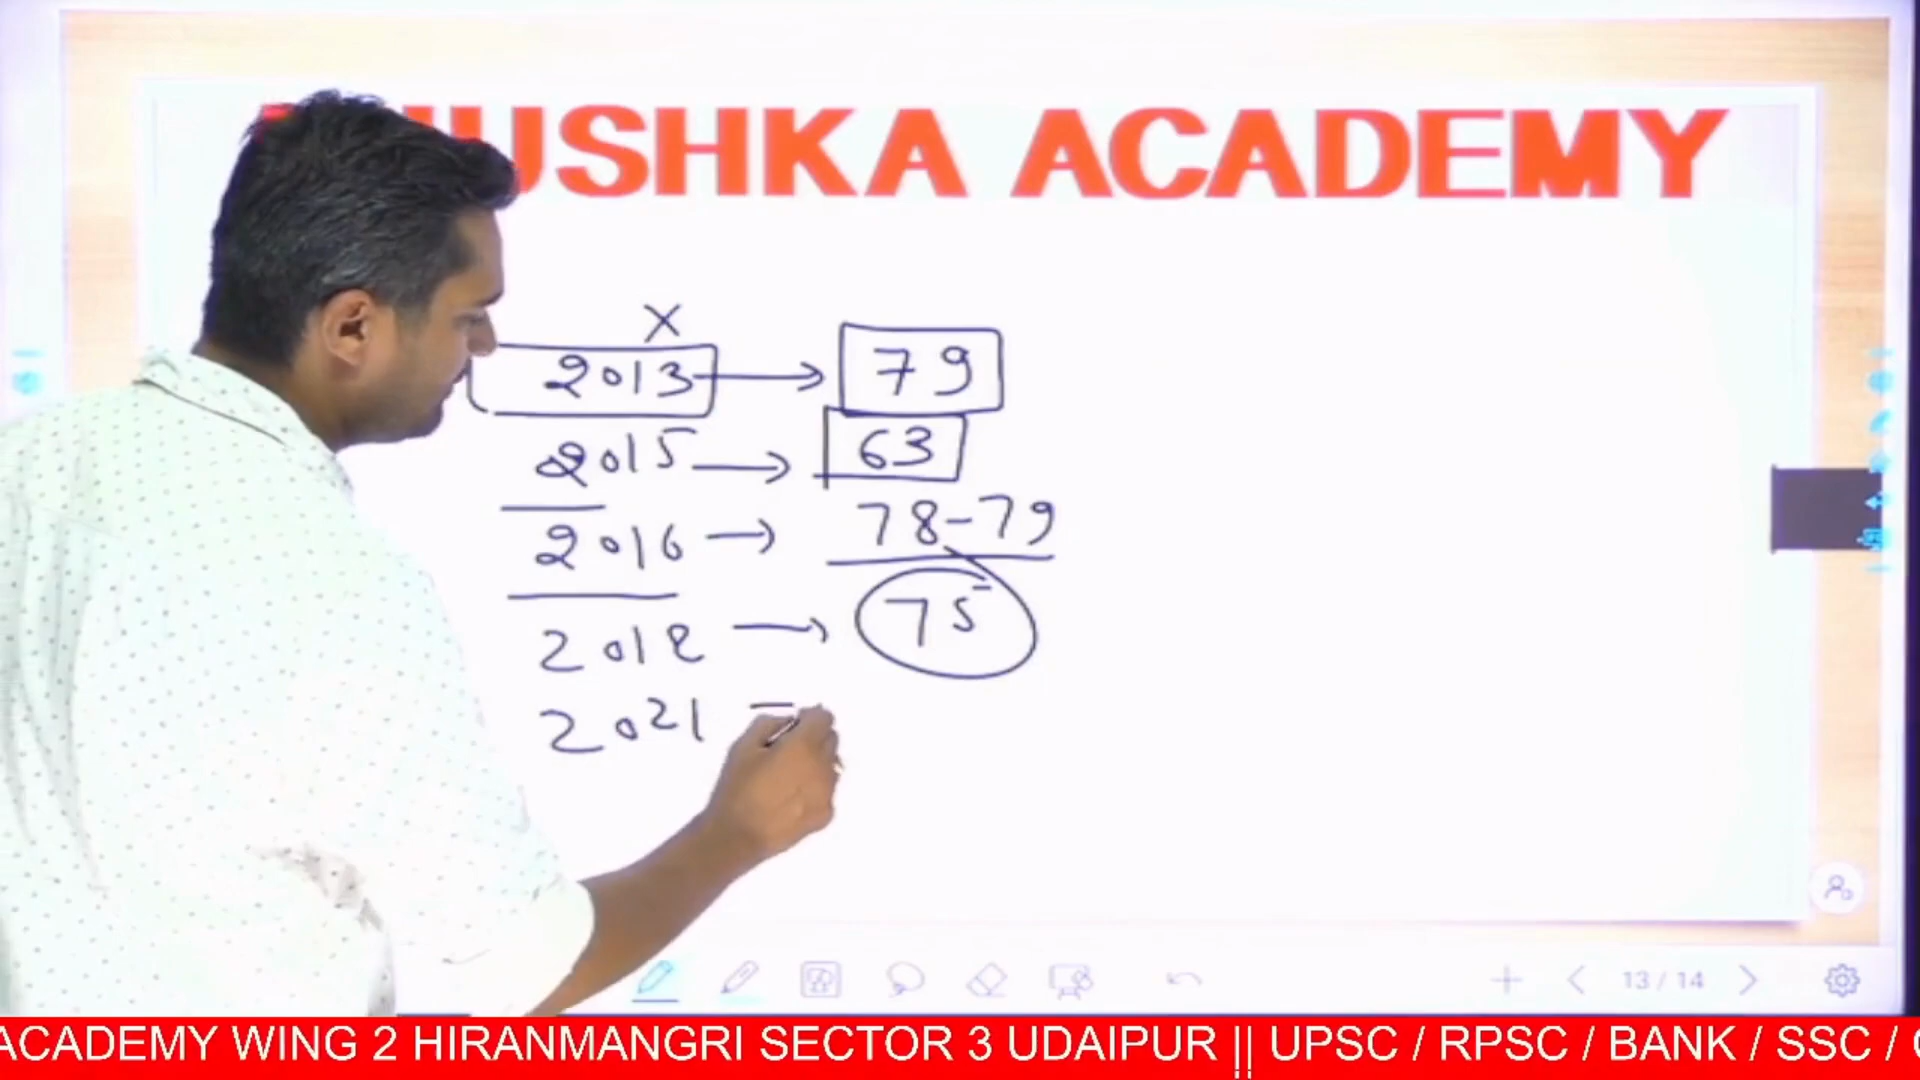 USHKA ACADEMY
X
2013 → 79
2015 → 63
2016 → 78-79
2018 → 75
2021
13 / 14
ACADEMY WING 2 HIRANMANGRI SECTOR 3 UDAIPUR || UPSC / RPSC / BANK / SSC /